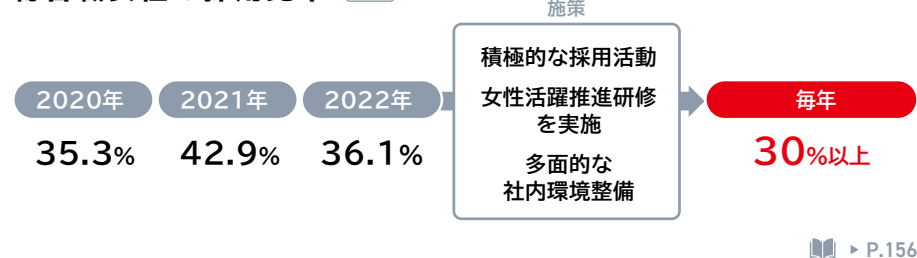 施策
2020年
35.3%
2021年
42.9%
2022年
36.1%
積極的な採用活動
女性活躍推進研修
を実施
多面的な
社内環境整備
毎年
30%以上
▶ P.156